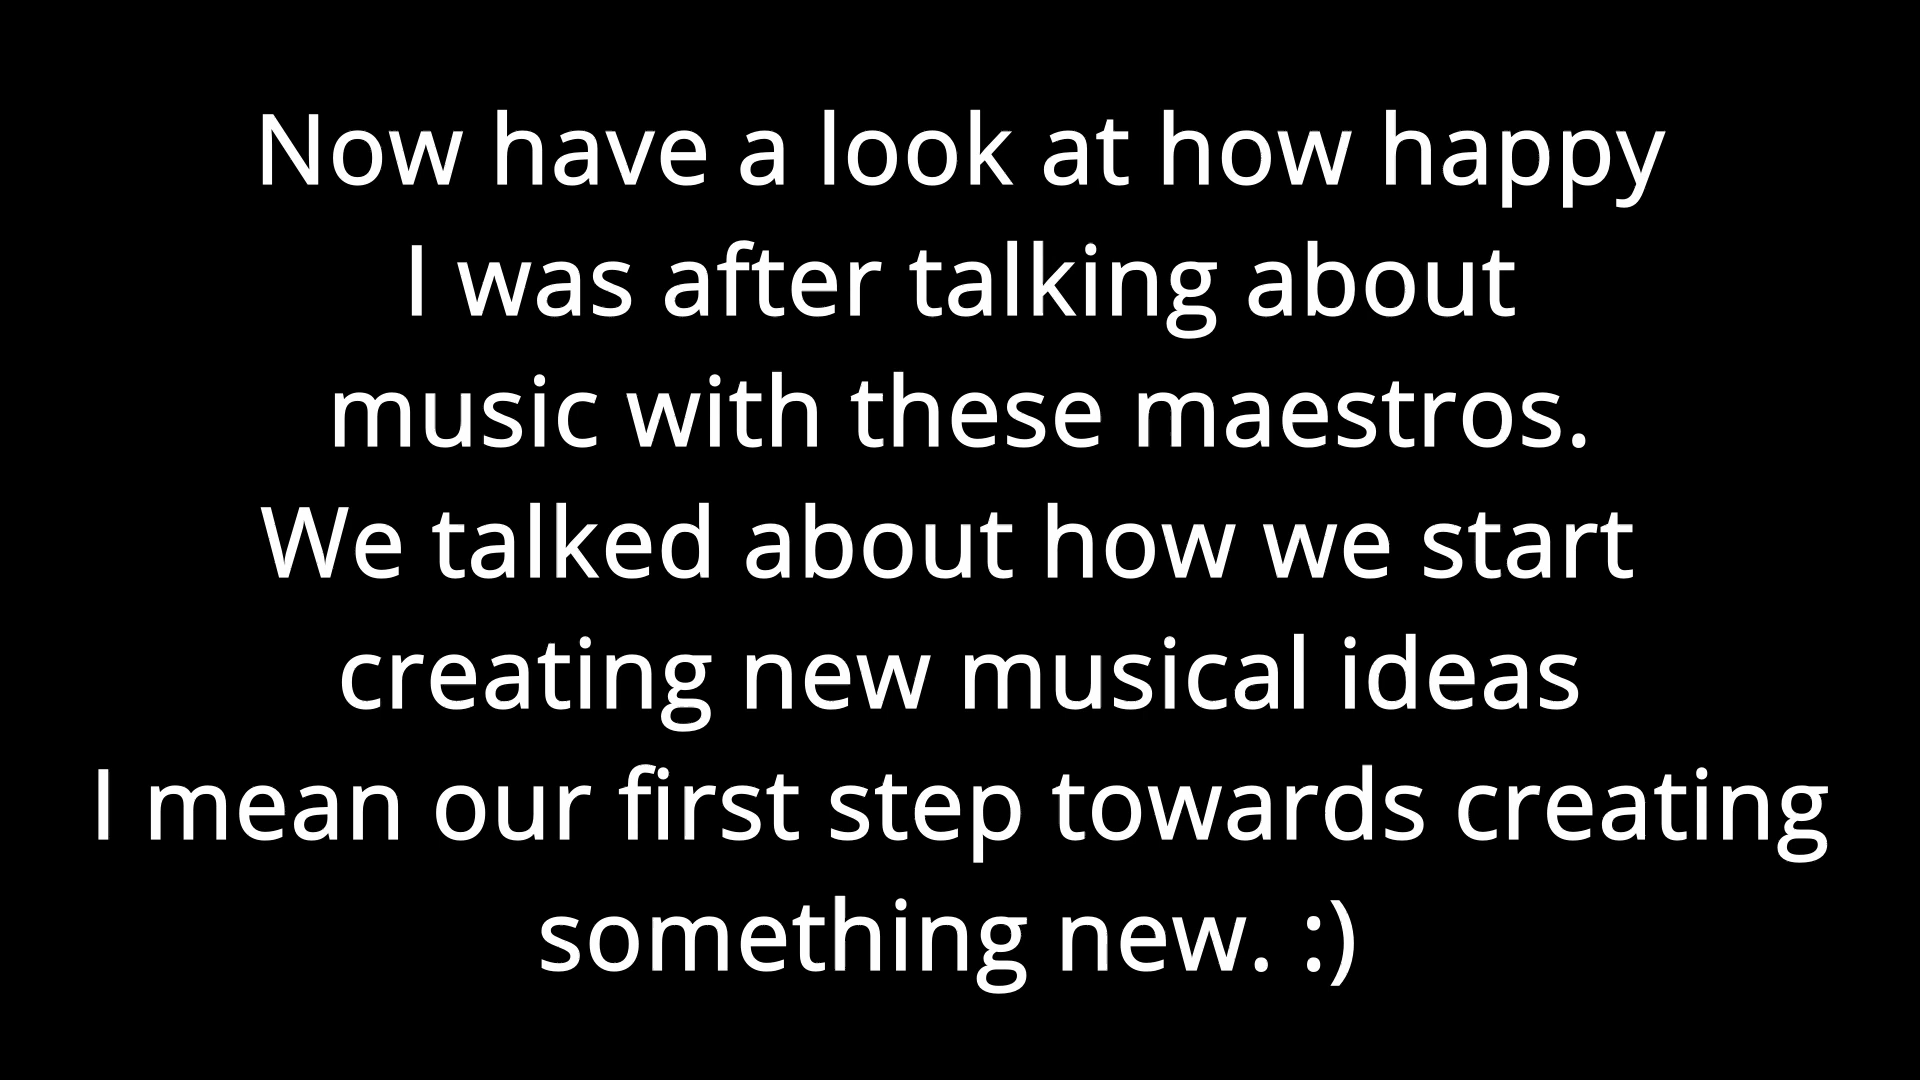 Now have a look at how happy
I was after talking about
music with these maestros.
We talked about how we start
creating new musical ideas
I mean our first step towards creating
something new. :)